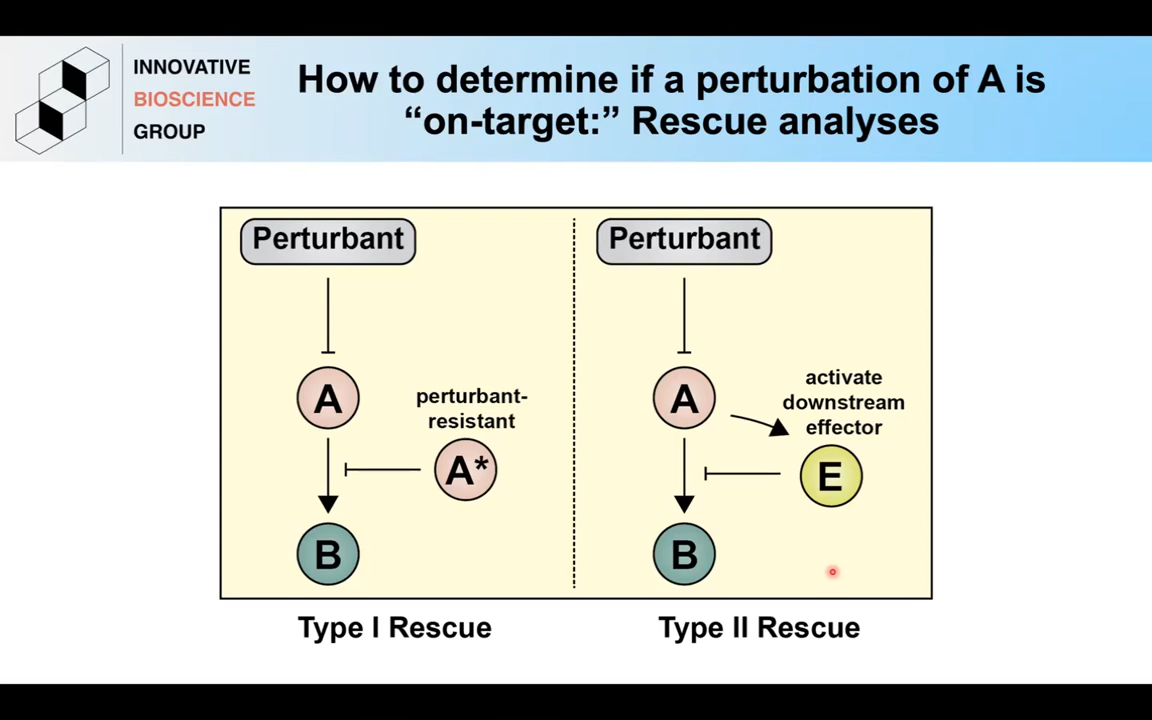 INNOVATIVE
BIOSCIENCE
GROUP
How to determine if a perturbation of A is
“on-target:” Rescue analyses
Perturbant
A
perturbant-
resistant
A*
B
Type I Rescue
Perturbant
A
activate
downstream
effector
E
B
Type II Rescue